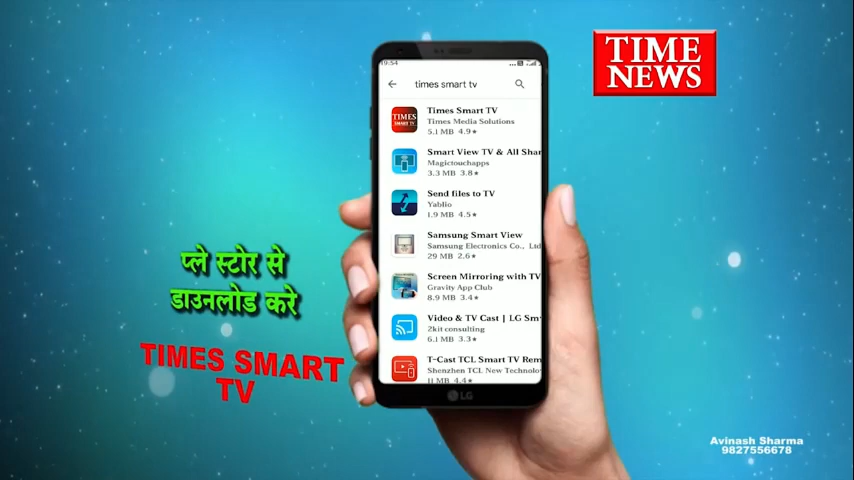 TIME
NEWS
19:54
times smart tv
Times Smart TV
Times Media Solutions
5.1 MB 4.9★
Smart View TV & All Shar
Magictouchapps
3.3 MB 3.8★
Send files to TV
Yablio
1.9 MB 4.5★
Samsung Smart View
Samsung Electronics Co., Ltd
29 MB 2.6★
Screen Mirroring with TV
Gravity App Club
8.9 MB 3.4★
Video & TV Cast | LG Sm
2kit consulting
6.1 MB 3.3★
T-Cast TCL Smart TV Rem
Shenzhen TCL New Technolo
11 MB 4.4★
LG
प्ले स्टोर से
डाउनलोड करे
TIMES SMART
TV
Avinash Sharma
9827556678